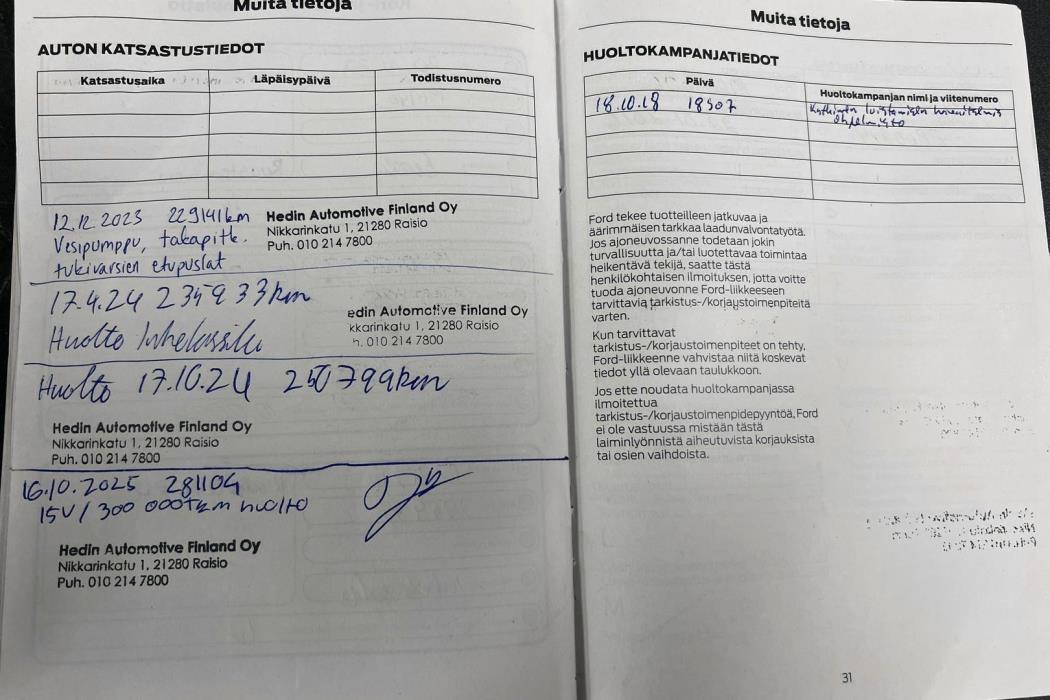 Muita tietoja
AUTON KATSASTUSTIEDOT
Katsastusaika Läpäisypäivä Todistusnumero
12.12.2023 229141km
Vesipumppu, takapitk.
tukivarsien etupuslat
Hedin Automotive Finland Oy
Nikkarinkatu 1, 21280 Raisio
Puh. 010 214 7800
17.4.24 235933km
Huolto
edin Automotive Finland Oy
kkarinkatu 1, 21280 Raisio
h. 010 214 7800
Huolto 17.10.24 250799km
Hedin Automotive Finland Oy
Nikkarinkatu 1, 21280 Raisio
Puh. 010 214 7800
16.10.2025 281104
15V / 300 000Tkm huolto
Hedin Automotive Finland Oy
Nikkarinkatu 1, 21280 Raisio
Puh. 010 214 7800
Muita tietoja
HUOLTOKAMPANJATIEDOT
Päivä Huoltokampanjan nimi ja viitenumero
18.10.18 18S07 Kytkimen luistamisen
Ford tekee tuotteilleen jatkuvaa ja
äärimmäisen tarkkaa laadunvalvontatyötä.
Jos ajoneuvossanne todetaan jokin
turvallisuutta ja/tai luotettavaa toimintaa
heikentävä tekijä, saatte tästä
henkilökohtaisen ilmoituksen, jotta voitte
tuoda ajoneuvonne Ford-liikkeeseen
tarvittavia tarkistus-/korjaustoimenpiteitä
varten.
Kun tarvittavat
tarkistus-/korjaustoimenpiteet on tehty,
Ford-liikkeenne vahvistaa niitä koskevat
tiedot yllä olevaan taulukkoon.
Jos ette noudata huoltokampanjassa
ilmoitettua
tarkistus-/korjaustoimenpidepyyntöä, Ford
ei ole vastuussa mistään tästä
laiminlyönnistä aiheutuvista korjauksista
tai osien vaihdoista.
31